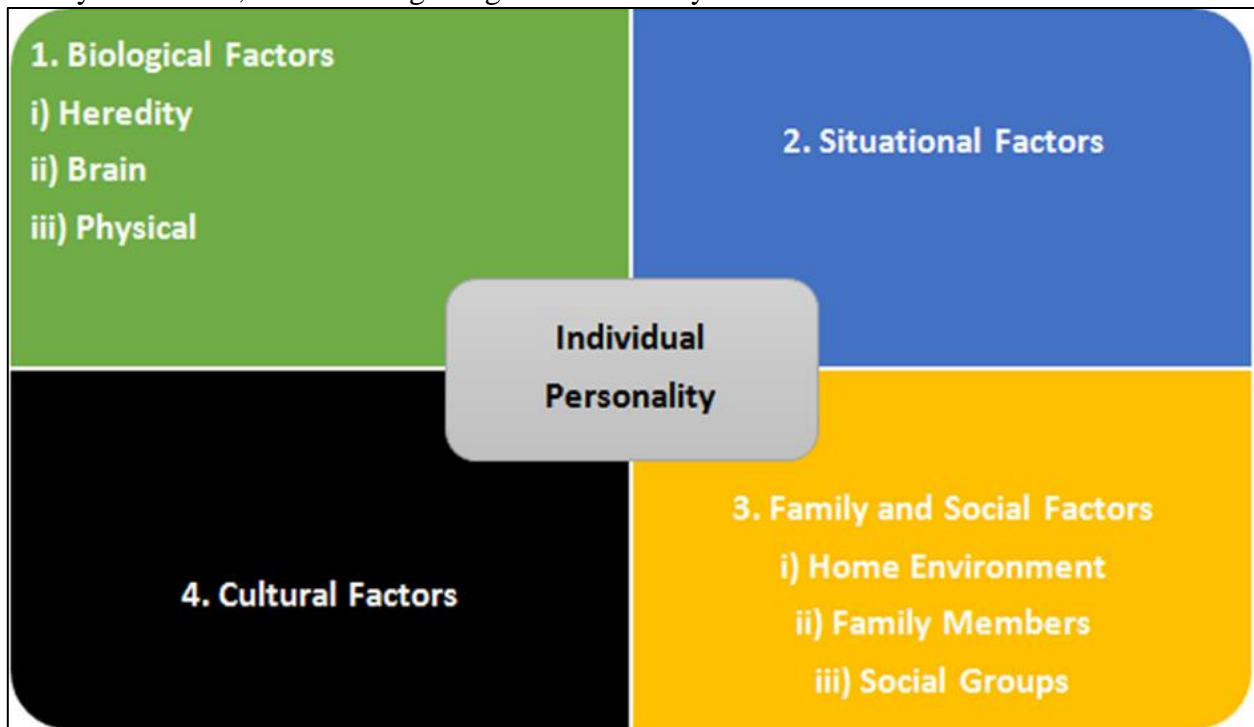 1. Biological Factors
i) Heredity
ii) Brain
iii) Physical
2. Situational Factors
Individual
Personality
3. Family and Social Factors
i) Home Environment
ii) Family Members
iii) Social Groups
4. Cultural Factors